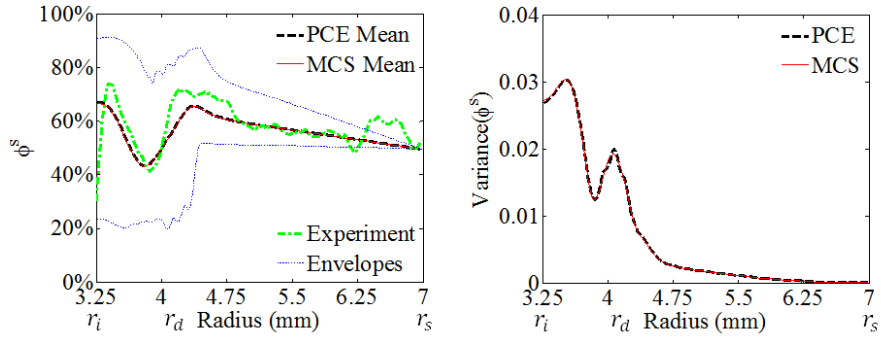 100%
80%
60%
40%
20%
0%
ϕˢ
PCE Mean
MCS Mean
Experiment
Envelopes
3.25 4 4.75 5.5 6.25 7
rᵢ r_d Radius (mm) rₛ
0.04
0.03
0.02
0.01
0
Variance(ϕˢ)
PCE
MCS
3.25 4 4.75 5.5 6.25 7
rᵢ r_d Radius (mm) rₛ